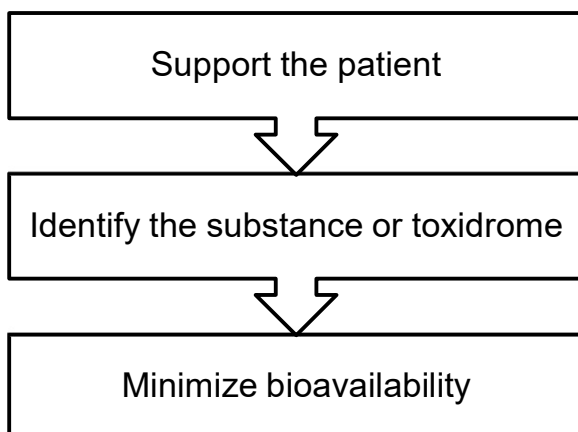 Support the patient
Identify the substance or toxidrome
Minimize bioavailability